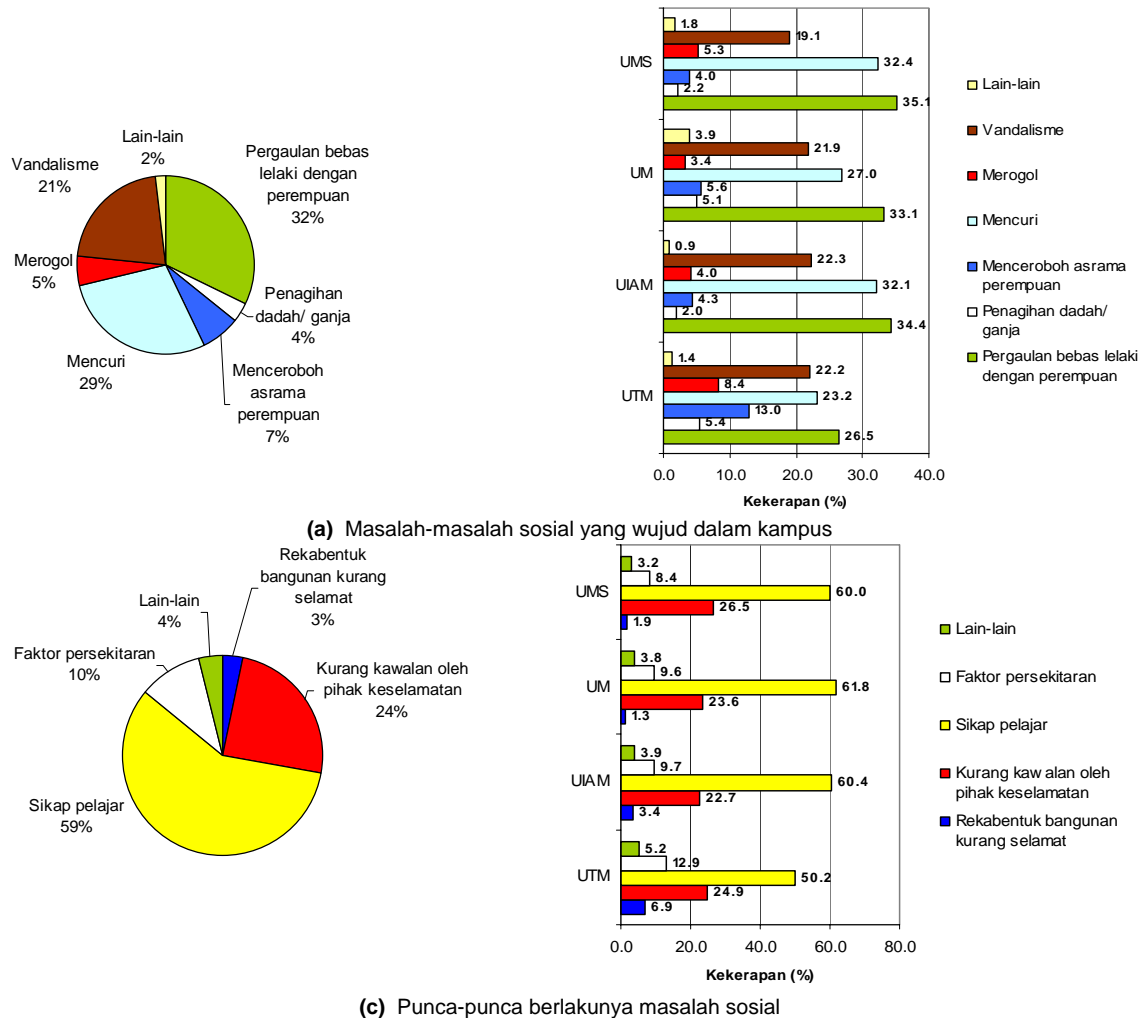 Lain-lain
2%
Vandalisme
21%
Pergaulan bebas
lelaki dengan
perempuan
32%
Merogol
5%
Penagihan
dadah/ ganja
4%
Mencuri
29%
Menceroboh
asrama
perempuan
7%
UMS
1.8
19.1
5.3
32.4
4.0
2.2
35.1
UM
3.9
21.9
3.4
27.0
5.6
5.1
33.1
UIAM
0.9
22.3
4.0
32.1
4.3
2.0
34.4
UTM
1.4
22.2
8.4
23.2
13.0
5.4
26.5
0.0 10.0 20.0 30.0 40.0
Kekerapan (%)
Lain-lain
Vandalisme
Merogol
Mencuri
Menceroboh asrama
perempuan
Penagihan dadah/
ganja
Pergaulan bebas lelaki
dengan perempuan
(a) Masalah-masalah sosial yang wujud dalam kampus
Rekabentuk
bangunan kurang
selamat
3%
Lain-lain
4%
Faktor persekitaran
10%
Kurang kawalan oleh
pihak keselamatan
24%
Sikap pelajar
59%
UMS
3.2
8.4
60.0
26.5
1.9
UM
3.8
9.6
61.8
23.6
1.3
UIAM
3.9
9.7
60.4
22.7
3.4
UTM
5.2
12.9
50.2
24.9
6.9
0.0 20.0 40.0 60.0 80.0
Kekerapan (%)
Lain-lain
Faktor persekitaran
Sikap pelajar
Kurang kawalan oleh
pihak keselamatan
Rekabentuk bangunan
kurang selamat
(c) Punca-punca berlakunya masalah sosial